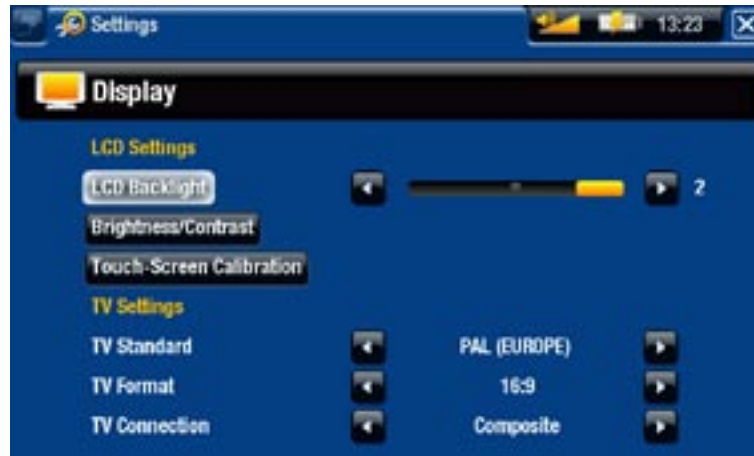 Settings 13:23
Display
LCD Settings
LCD Backlight 2
Brightness/Contrast
Touch-Screen Calibration
TV Settings
TV Standard PAL (EUROPE)
TV Format 16:9
TV Connection Composite